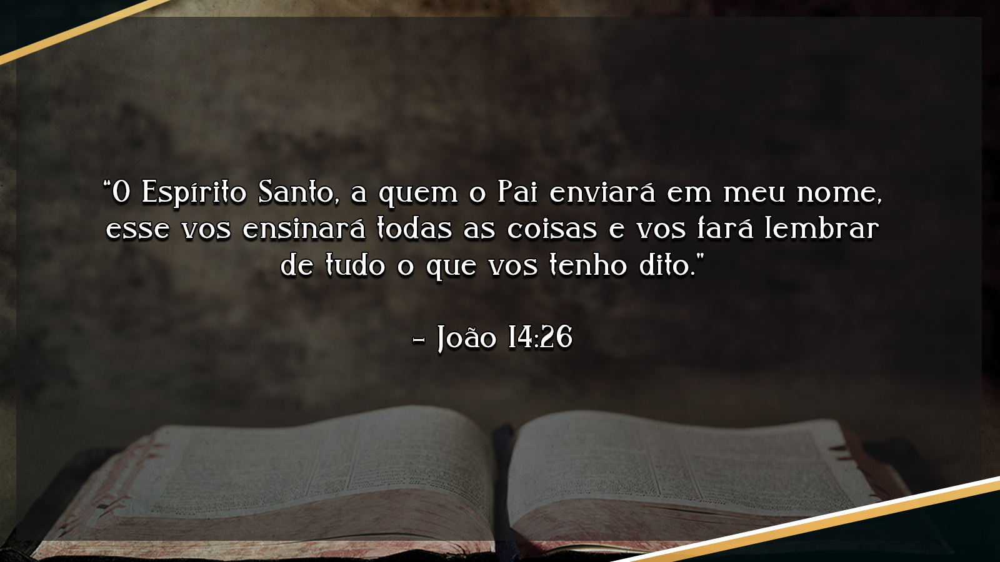 “O Espírito Santo, a quem o Pai enviará em meu nome,
esse vos ensinará todas as coisas e vos fará lembrar
de tudo o que vos tenho dito."
– João 14:26